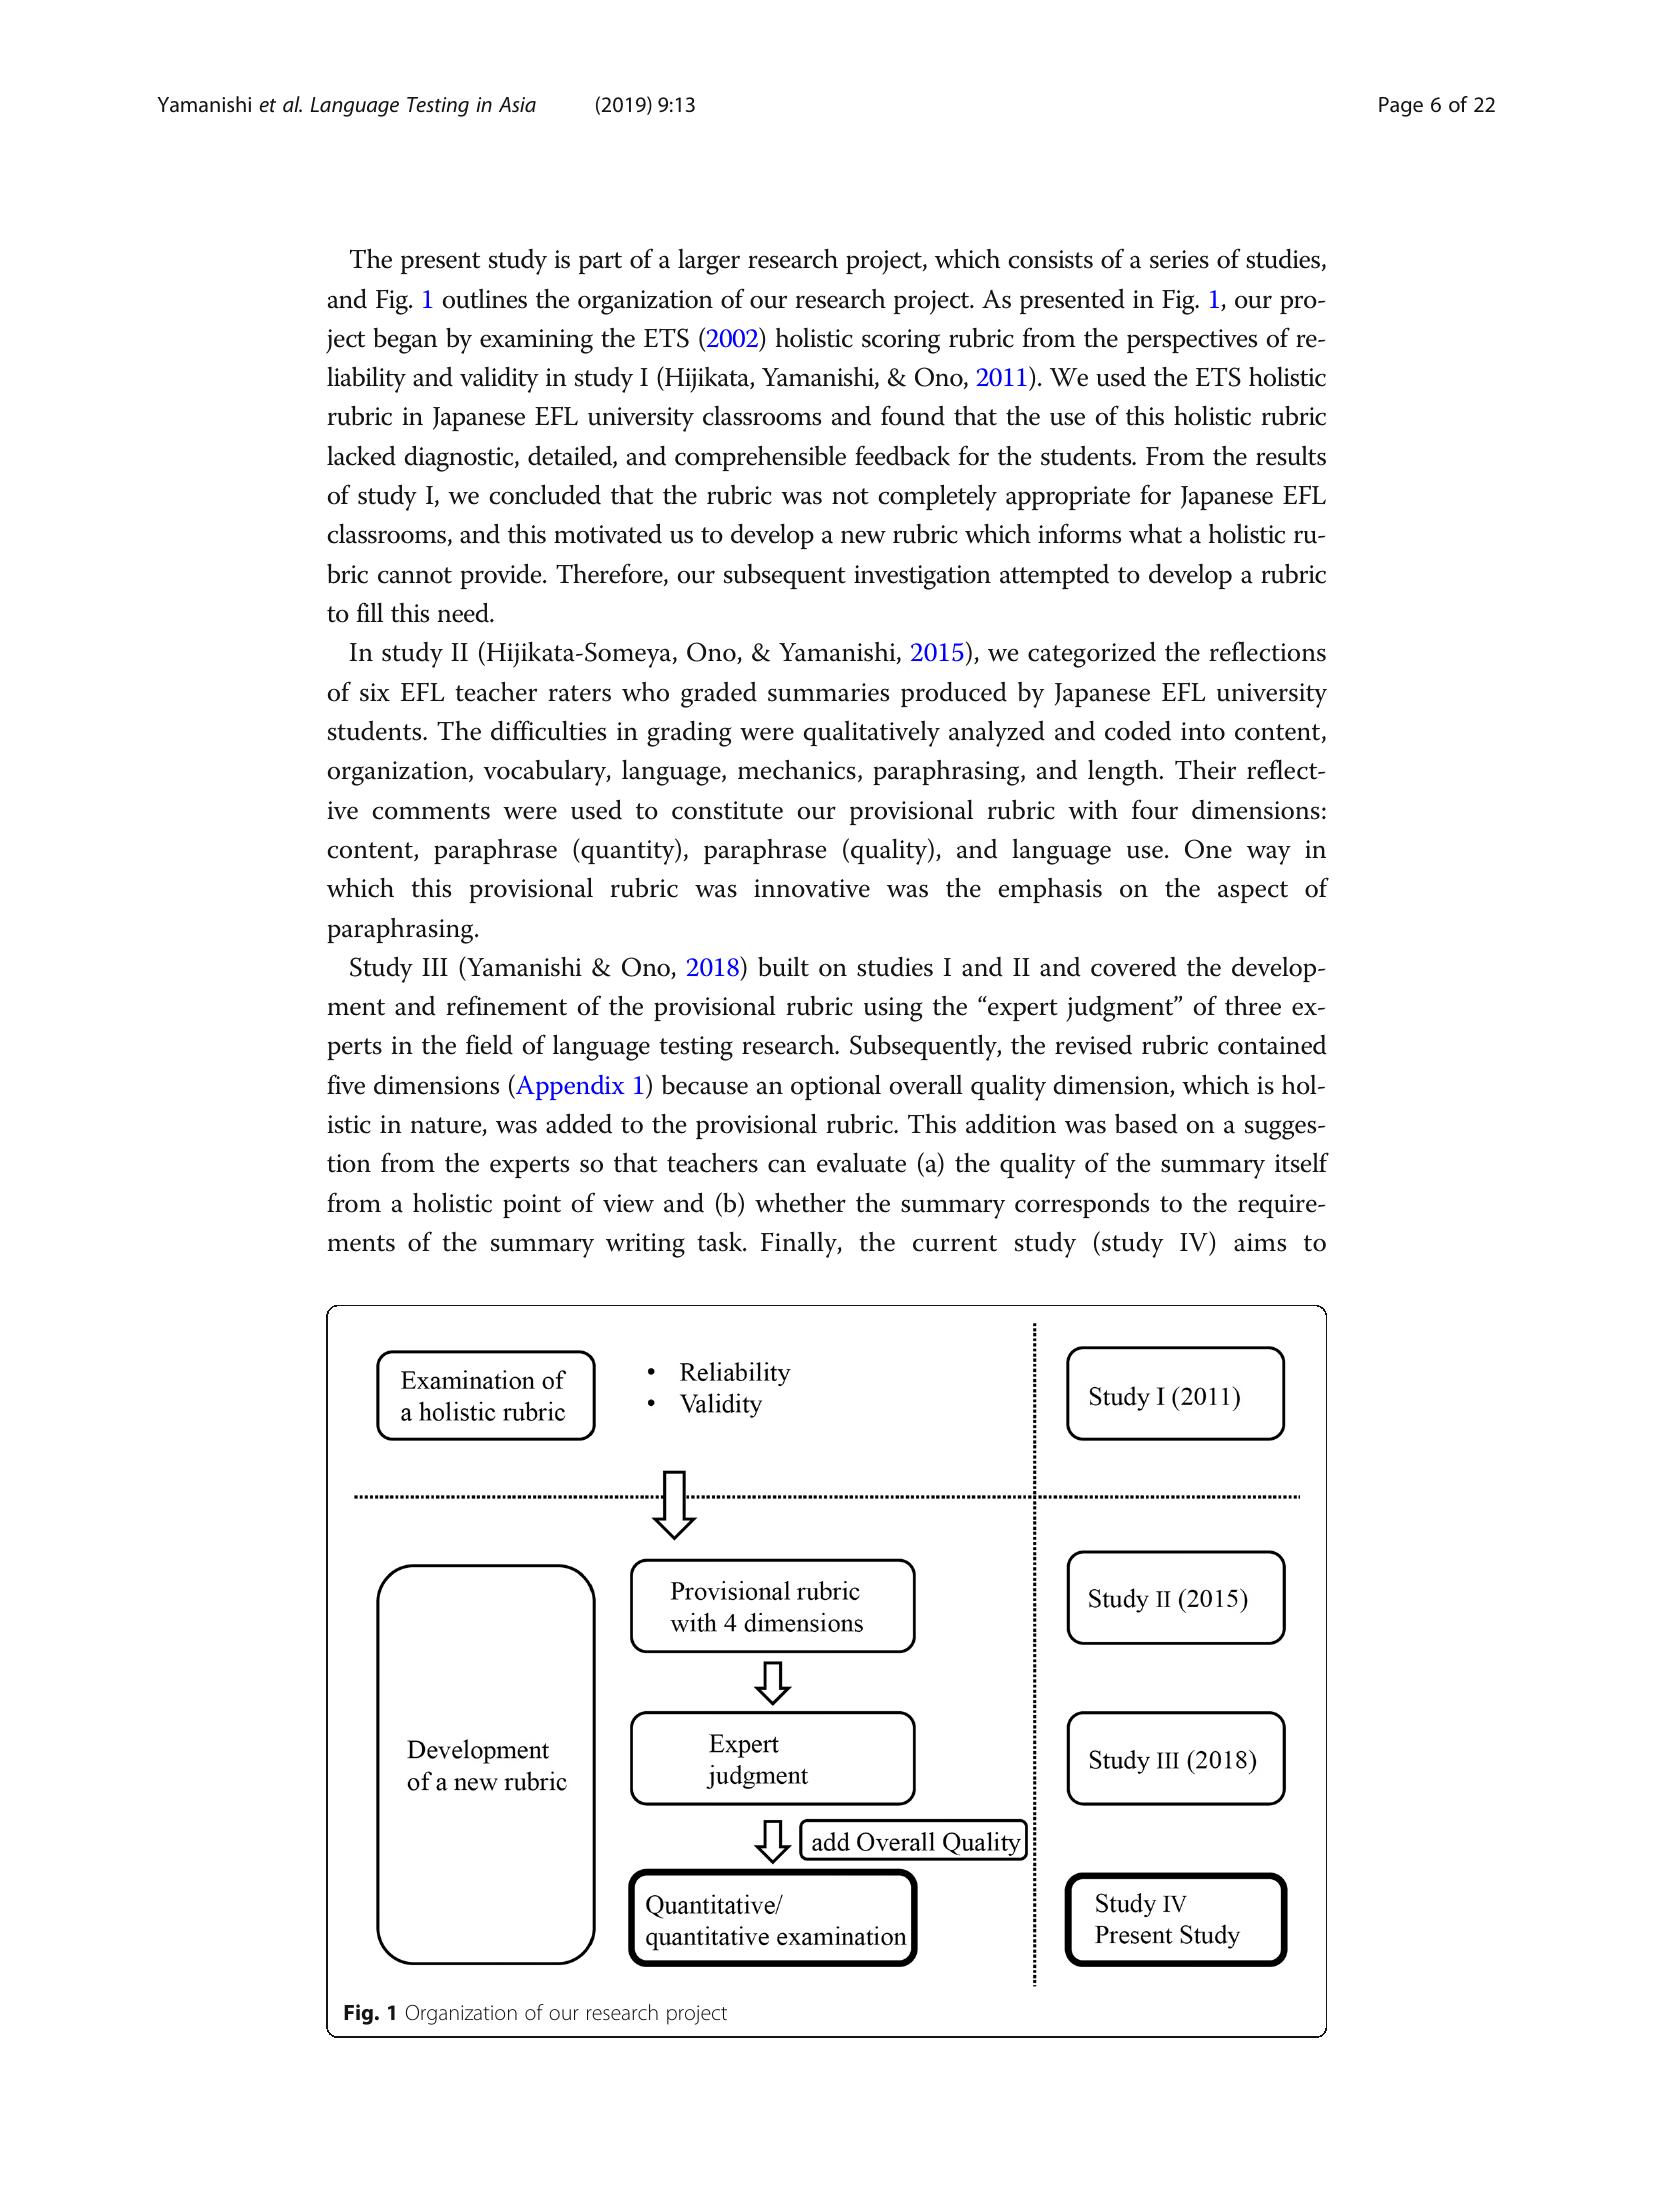 Yamanishi et al. Language Testing in Asia (2019) 9:13 Page 6 of 22
The present study is part of a larger research project, which consists of a series of studies,
and Fig. 1 outlines the organization of our research project. As presented in Fig. 1, our pro-
ject began by examining the ETS (2002) holistic scoring rubric from the perspectives of re-
liability and validity in study I (Hijikata, Yamanishi, & Ono, 2011). We used the ETS holistic
rubric in Japanese EFL university classrooms and found that the use of this holistic rubric
lacked diagnostic, detailed, and comprehensible feedback for the students. From the results
of study I, we concluded that the rubric was not completely appropriate for Japanese EFL
classrooms, and this motivated us to develop a new rubric which informs what a holistic ru-
bric cannot provide. Therefore, our subsequent investigation attempted to develop a rubric
to fill this need.
In study II (Hijikata-Someya, Ono, & Yamanishi, 2015), we categorized the reflections
of six EFL teacher raters who graded summaries produced by Japanese EFL university
students. The difficulties in grading were qualitatively analyzed and coded into content,
organization, vocabulary, language, mechanics, paraphrasing, and length. Their reflect-
ive comments were used to constitute our provisional rubric with four dimensions:
content, paraphrase (quantity), paraphrase (quality), and language use. One way in
which this provisional rubric was innovative was the emphasis on the aspect of
paraphrasing.
Study III (Yamanishi & Ono, 2018) built on studies I and II and covered the develop-
ment and refinement of the provisional rubric using the “expert judgment” of three ex-
perts in the field of language testing research. Subsequently, the revised rubric contained
five dimensions (Appendix 1) because an optional overall quality dimension, which is hol-
istic in nature, was added to the provisional rubric. This addition was based on a sugges-
tion from the experts so that teachers can evaluate (a) the quality of the summary itself
from a holistic point of view and (b) whether the summary corresponds to the require-
ments of the summary writing task. Finally, the current study (study IV) aims to
Examination of
a holistic rubric
• Reliability
• Validity
Study I (2011)
Provisional rubric
with 4 dimensions
Study II (2015)
Development
of a new rubric
Expert
judgment
Study III (2018)
add Overall Quality
Quantitative/
quantitative examination
Study IV
Present Study
Fig. 1 Organization of our research project